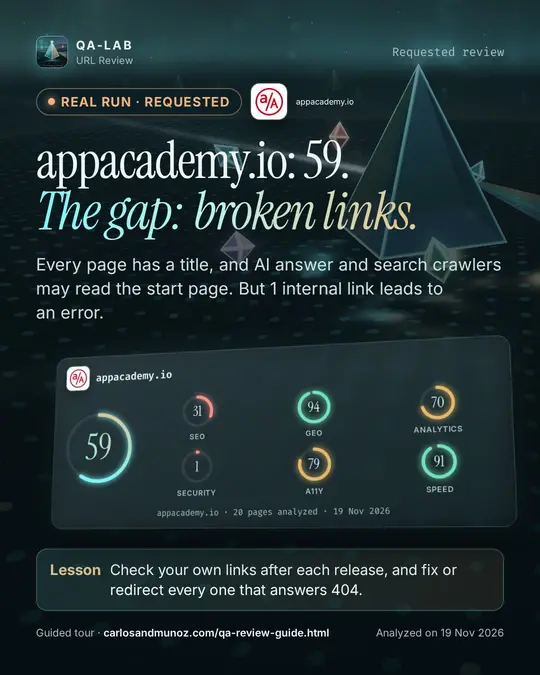 QA-LAB
URL Review
Requested review
REAL RUN · REQUESTED
a/A
appacademy.io
appacademy.io: 59.
The gap: broken links.
Every page has a title, and AI answer and search crawlers
may read the start page. But 1 internal link leads to
an error.
a/A
appacademy.io
59
31
SEO
94
GEO
70
ANALYTICS
1
SECURITY
79
A11Y
91
SPEED
appacademy.io · 20 pages analyzed · 19 Nov 2026
Lesson
Check your own links after each release, and fix or
redirect every one that answers 404.
Guided tour · carlosandmunoz.com/qa-review-guide.html
Analyzed on 19 Nov 2026